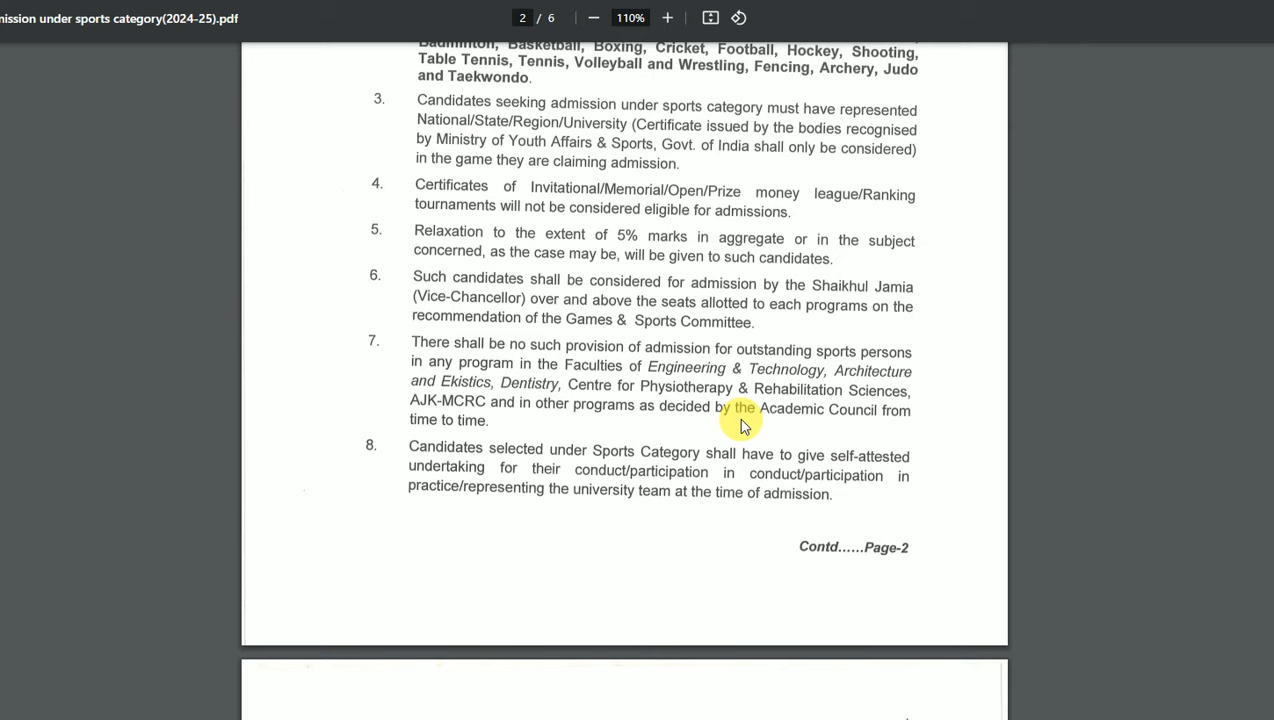 mission under sports category(2024-25).pdf
2 / 6
110%
Badminton, Basketball, Boxing, Cricket, Football, Hockey, Shooting,
Table Tennis, Tennis, Volleyball and Wrestling, Fencing, Archery, Judo
and Taekwondo.
3. Candidates seeking admission under sports category must have represented
National/State/Region/University (Certificate issued by the bodies recognised
by Ministry of Youth Affairs & Sports, Govt. of India shall only be considered)
in the game they are claiming admission.
4. Certificates of Invitational/Memorial/Open/Prize money league/Ranking
tournaments will not be considered eligible for admissions.
5. Relaxation to the extent of 5% marks in aggregate or in the subject
concerned, as the case may be, will be given to such candidates.
6. Such candidates shall be considered for admission by the Shaikhul Jamia
(Vice-Chancellor) over and above the seats allotted to each programs on the
recommendation of the Games & Sports Committee.
7. There shall be no such provision of admission for outstanding sports persons
in any program in the Faculties of Engineering & Technology, Architecture
and Ekistics, Dentistry, Centre for Physiotherapy & Rehabilitation Sciences,
AJK-MCRC and in other programs as decided by the Academic Council from
time to time.
8. Candidates selected under Sports Category shall have to give self-attested
undertaking for their conduct/participation in conduct/participation in
practice/representing the university team at the time of admission.
Contd......Page-2